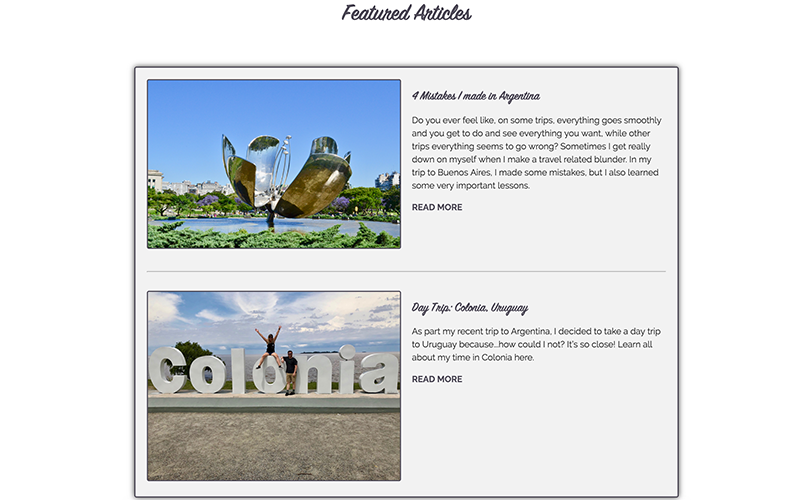 Featured Articles
4 Mistakes I made in Argentina
Do you ever feel like, on some trips, everything goes smoothly
and you get to do and see everything you want, while other
trips everything seems to go wrong? Sometimes I get really
down on myself when I make a travel related blunder. In my
trip to Buenos Aires, I made some mistakes, but I also learned
some very important lessons.
READ MORE
Day Trip: Colonia, Uruguay
As part my recent trip to Argentina, I decided to take a day trip
to Uruguay because...how could I not? It's so close! Learn all
about my time in Colonia here.
READ MORE
Colonia